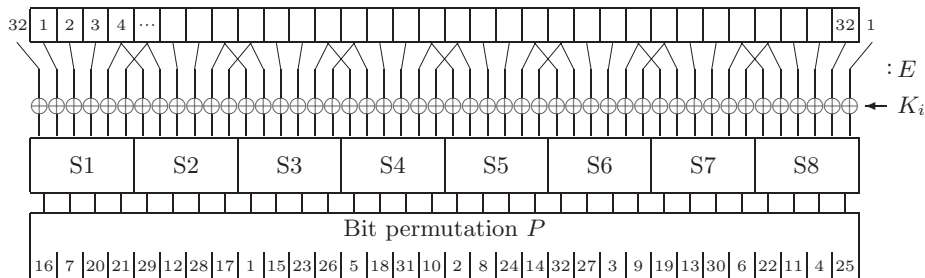 32 1 2 3 4 ... 32 1
: E
K_i
S1 S2 S3 S4 S5 S6 S7 S8
Bit permutation P
16 7 20 21 29 12 28 17 1 15 23 26 5 18 31 10 2 8 24 14 32 27 3 9 19 13 30 6 22 11 4 25